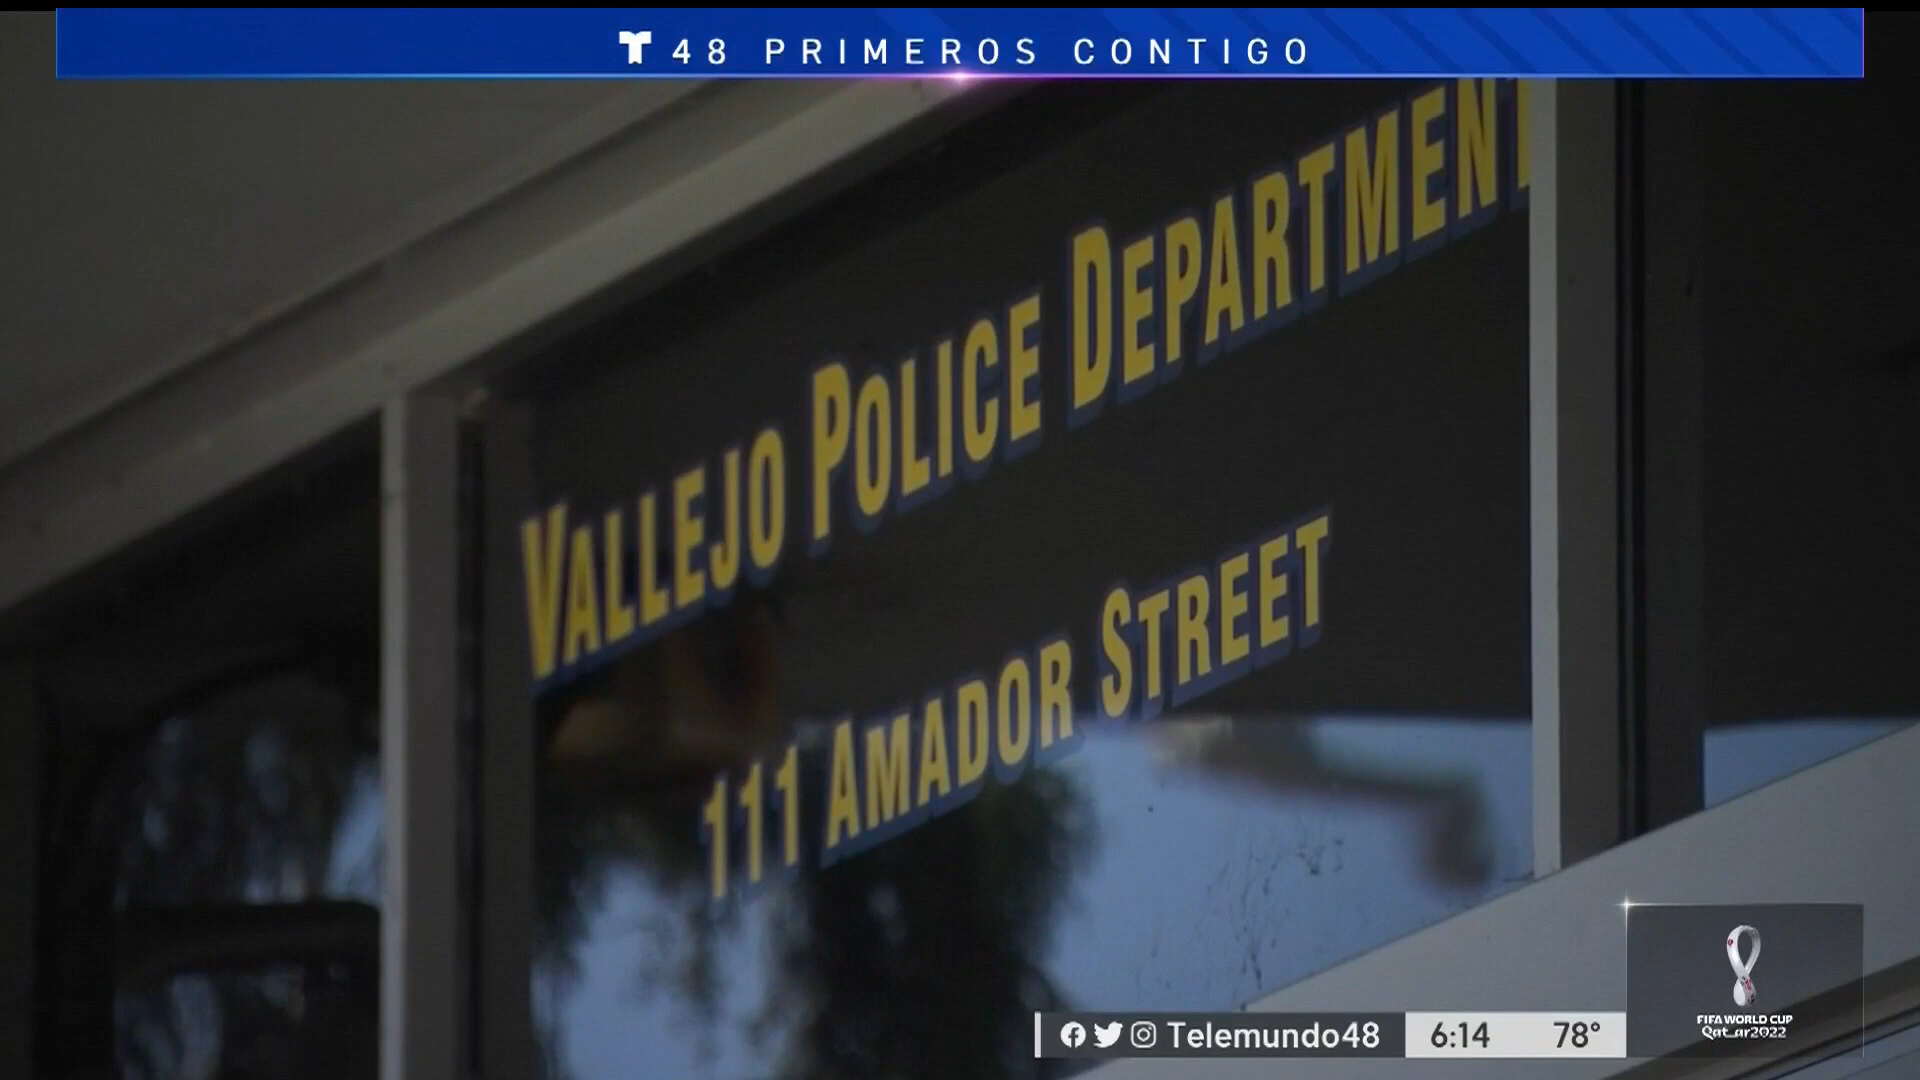 48 PRIMEROS CONTIGO
VALLEJO POLICE DEPARTMENT
111 AMADOR STREET
Telemundo48 6:14 78°
FIFA WORLD CUP
Qatar2022